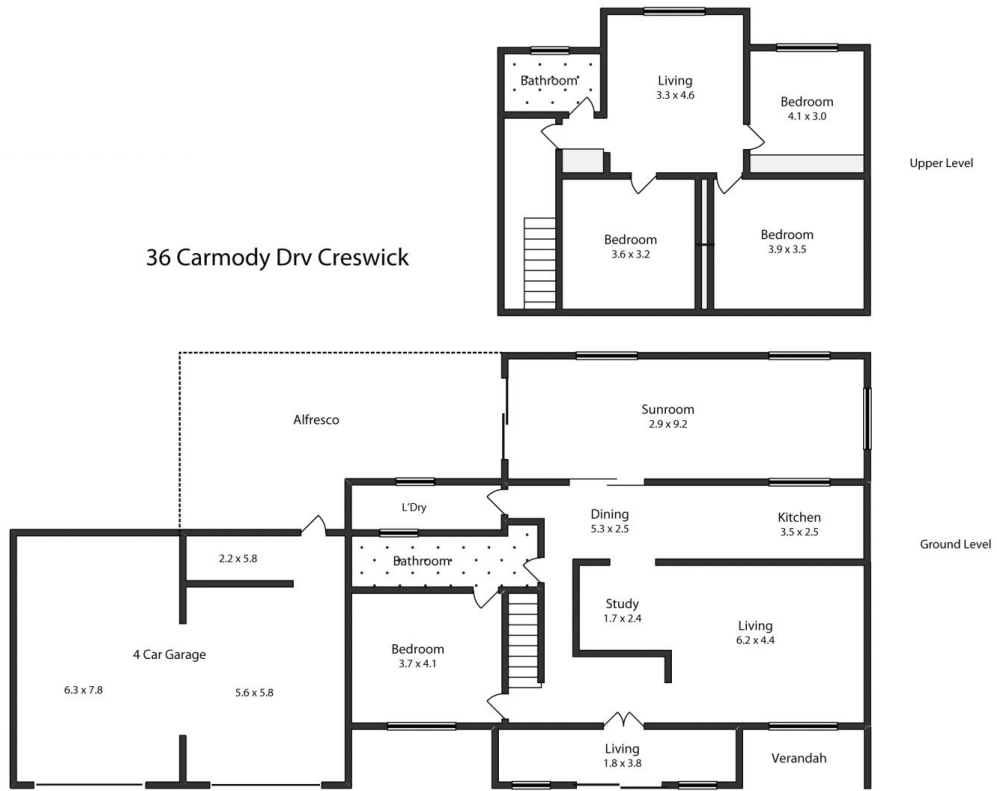 Bathroom
Living
3.3 x 4.6
Bedroom
4.1 x 3.0
Upper Level
Bedroom
3.6 x 3.2
Bedroom
3.9 x 3.5
36 Carmody Drv Creswick
Alfresco
Sunroom
2.9 x 9.2
L'Dry
Dining
5.3 x 2.5
Kitchen
3.5 x 2.5
Ground Level
2.2 x 5.8
Bathroom
Study
1.7 x 2.4
Living
6.2 x 4.4
Bedroom
3.7 x 4.1
4 Car Garage
6.3 x 7.8
5.6 x 5.8
Living
1.8 x 3.8
Verandah